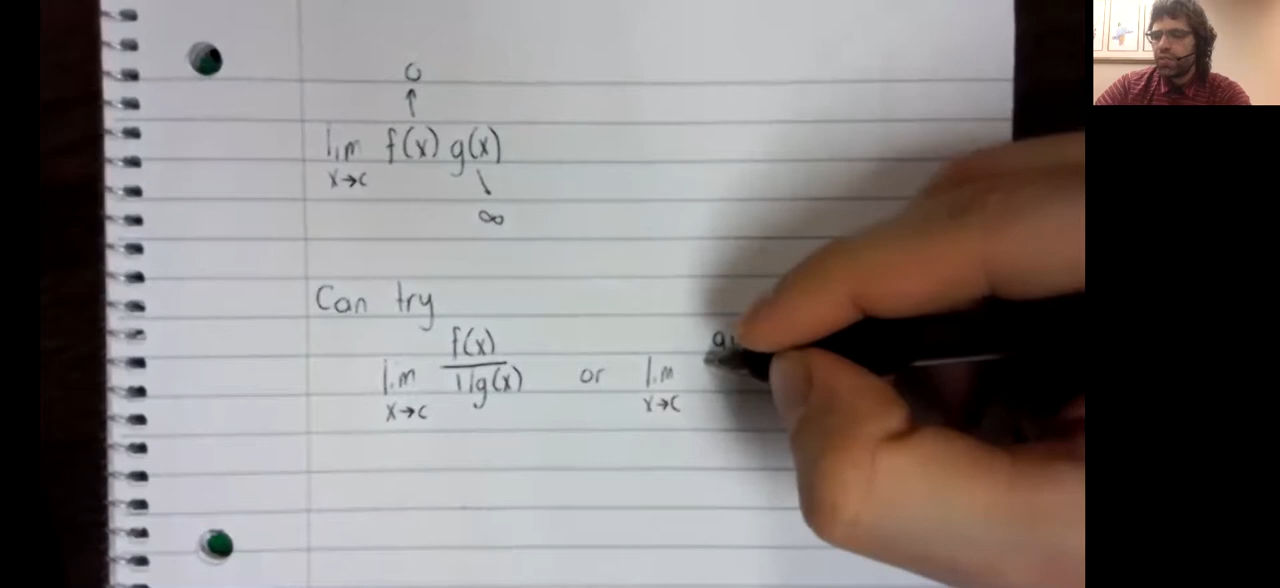 0
↑
lim f(x) g(x)
x→c
\
∞
Can try
lim f(x) / 1/g(x) or lim
x→c x→c